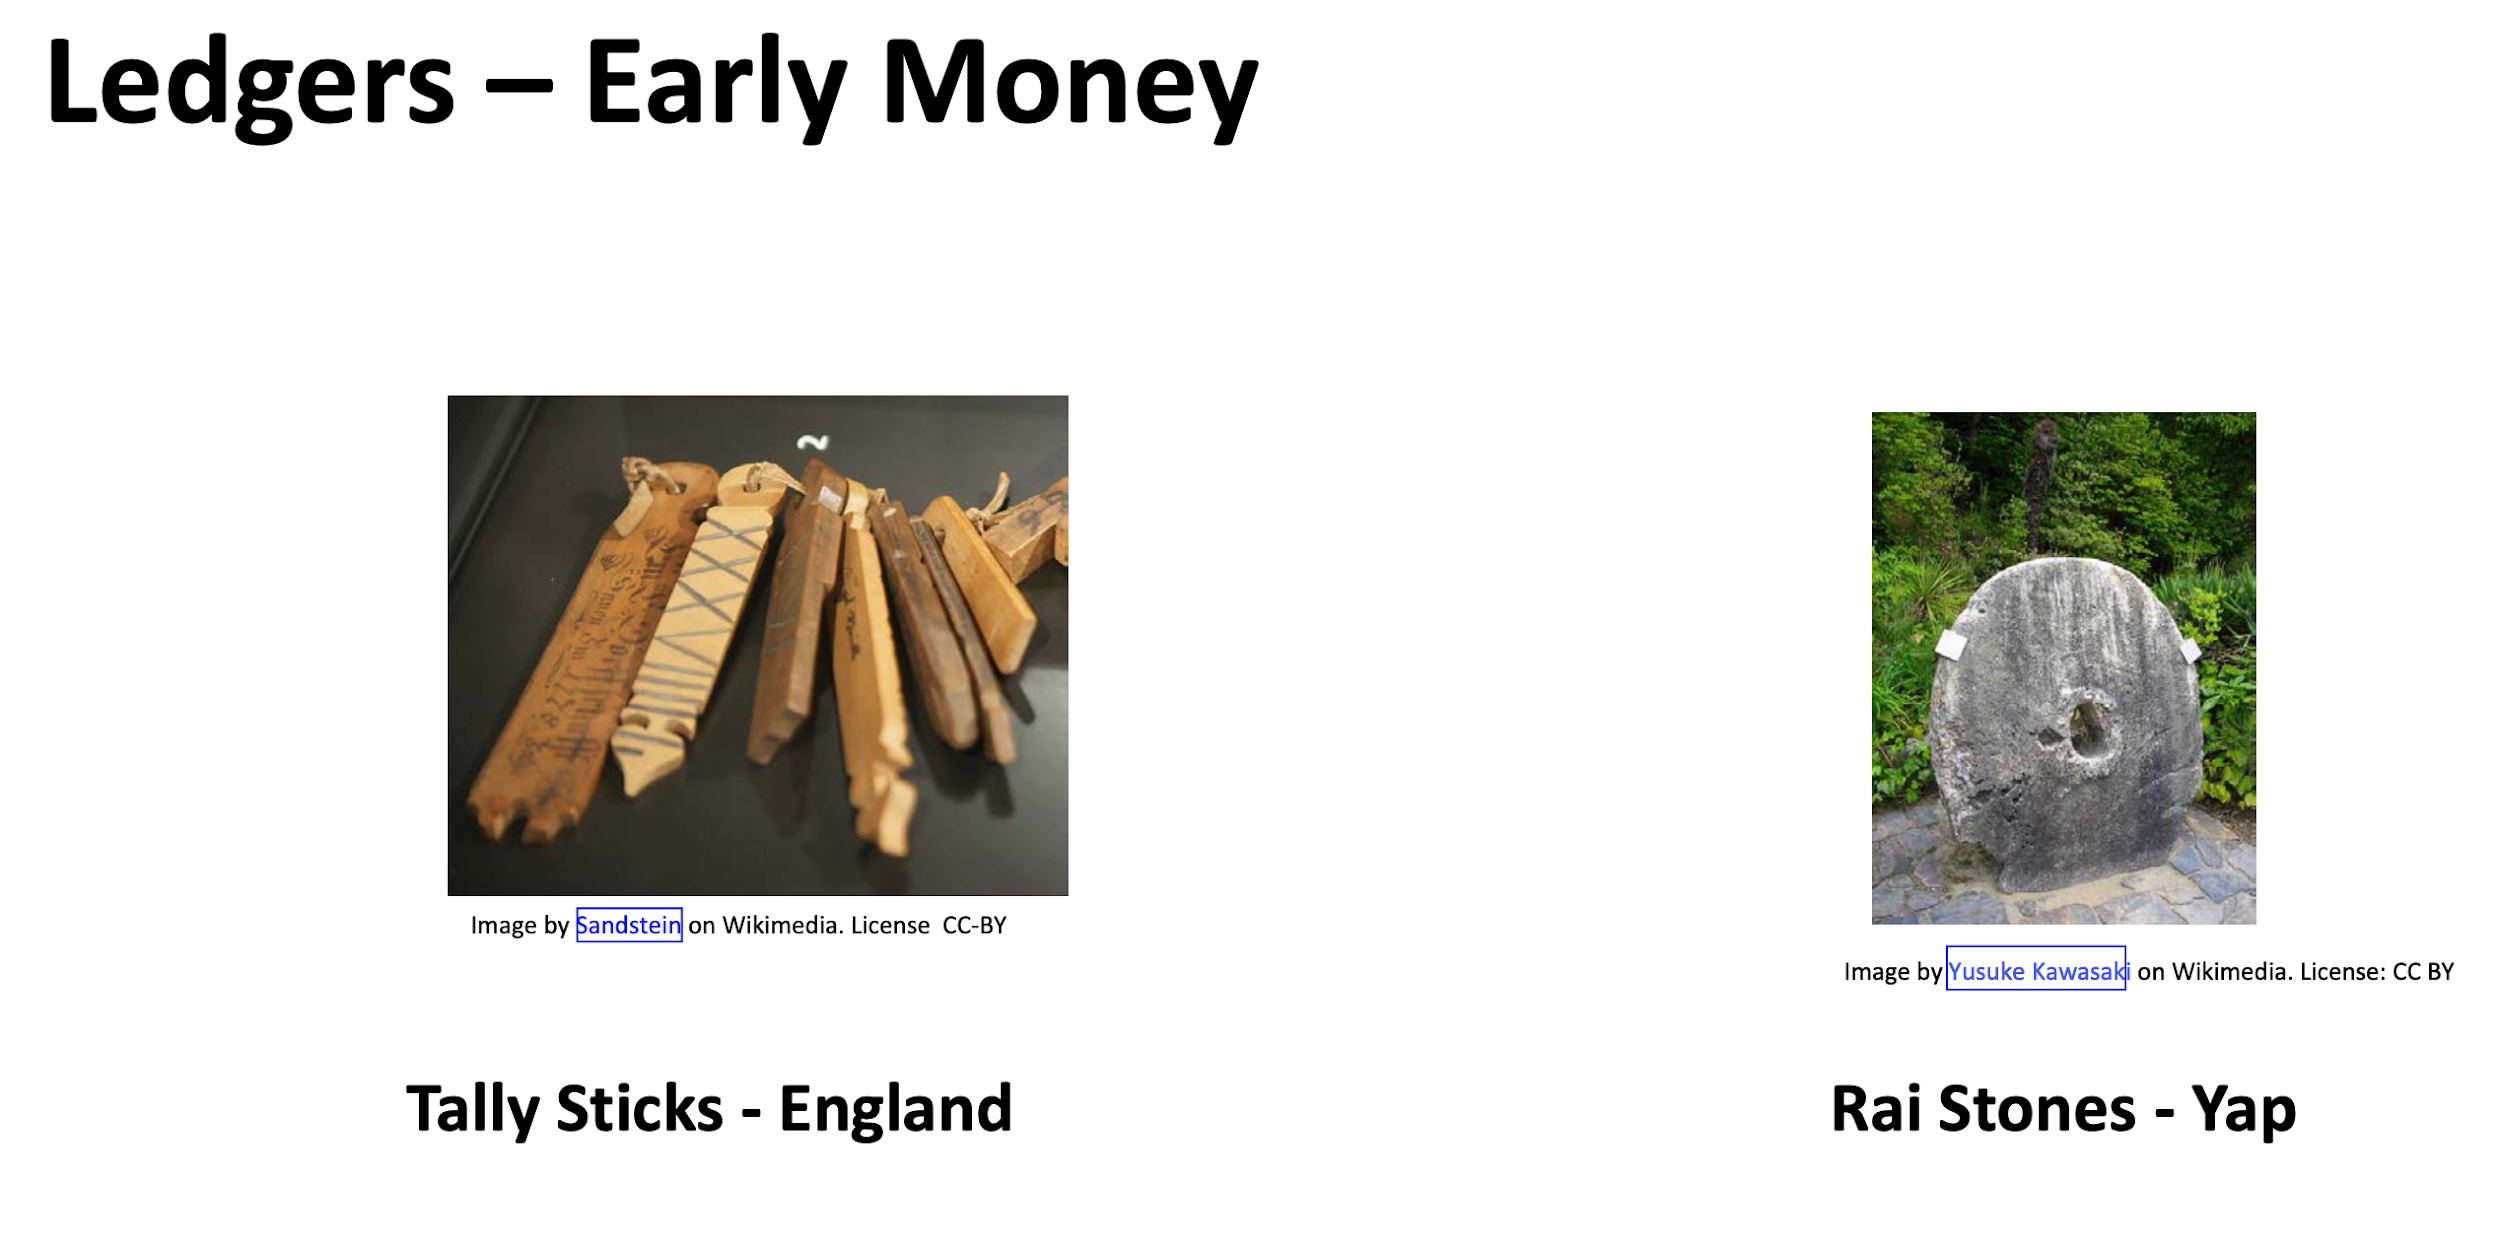 Ledgers – Early Money
2
Image by Sandstein on Wikimedia. License  CC-BY
Image by Yusuke Kawasaki on Wikimedia. License: CC BY
Tally Sticks - England
Rai Stones - Yap